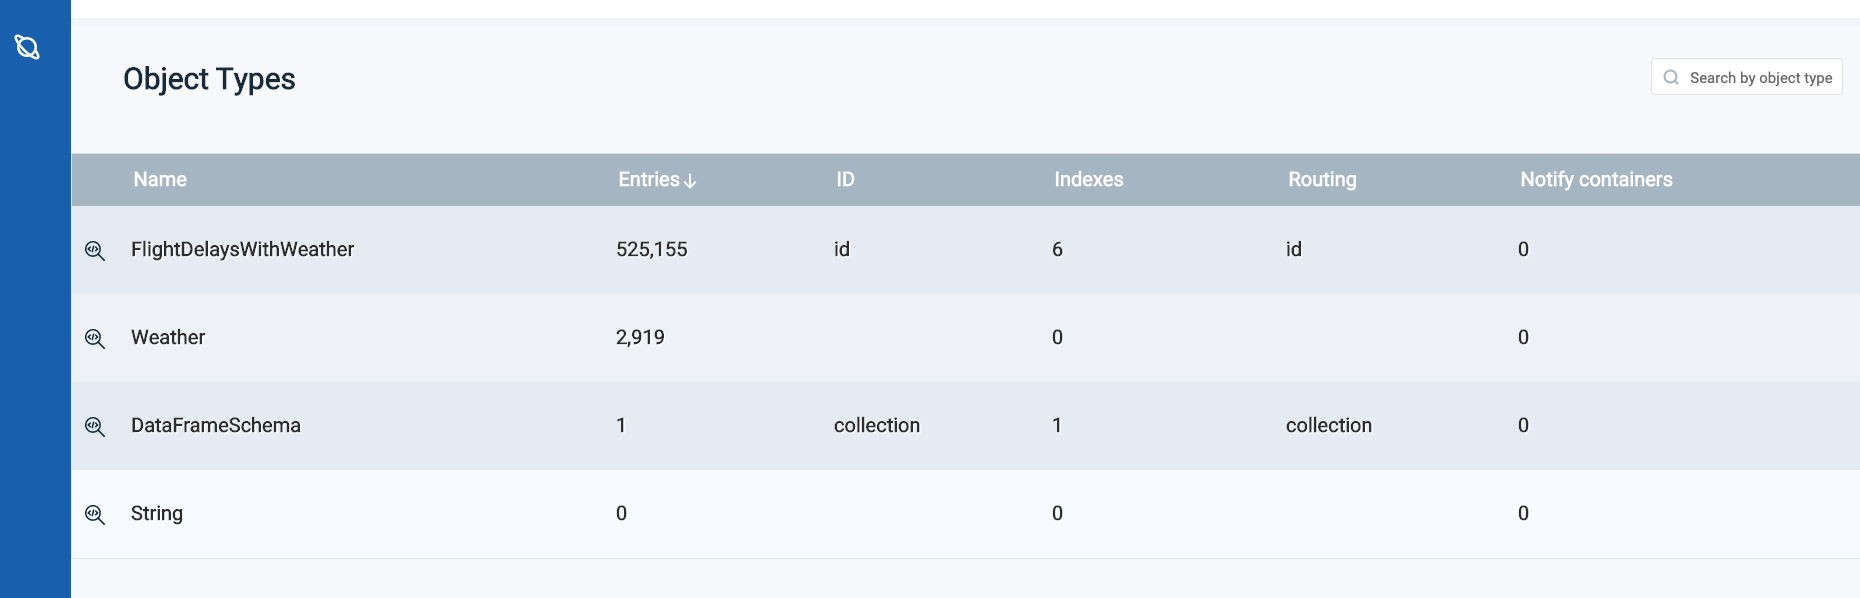 Object Types
Search by object type
Name Entries↓ ID Indexes Routing Notify containers
FlightDelaysWithWeather 525,155 id 6 id 0
Weather 2,919 0 0
DataFrameSchema 1 collection 1 collection 0
String 0 0 0